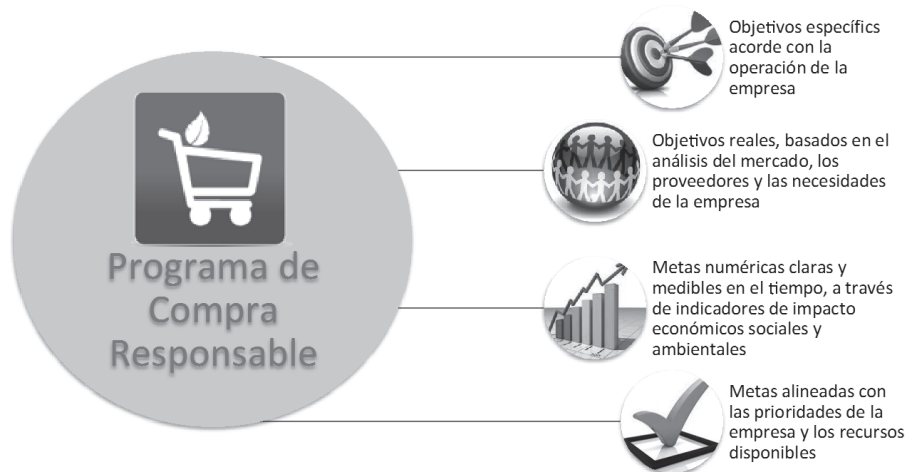 Programa de
Compra
Responsable
Objetivos específics
acorde con la
operación de la
empresa
Objetivos reales, basados en el
análisis del mercado, los
proveedores y las necesidades
de la empresa
Metas numéricas claras y
medibles en el tiempo, a través
de indicadores de impacto
económicos sociales y
ambientales
Metas alineadas con
las prioridades de la
empresa y los recursos
disponibles